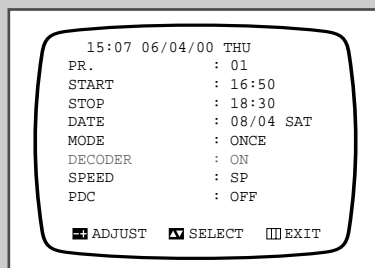 15:07 06/04/00 THU
PR. : 01
START : 16:50
STOP : 18:30
DATE : 08/04 SAT
MODE : ONCE
DECODER : ON
SPEED : SP
PDC : OFF
ADJUST SELECT EXIT